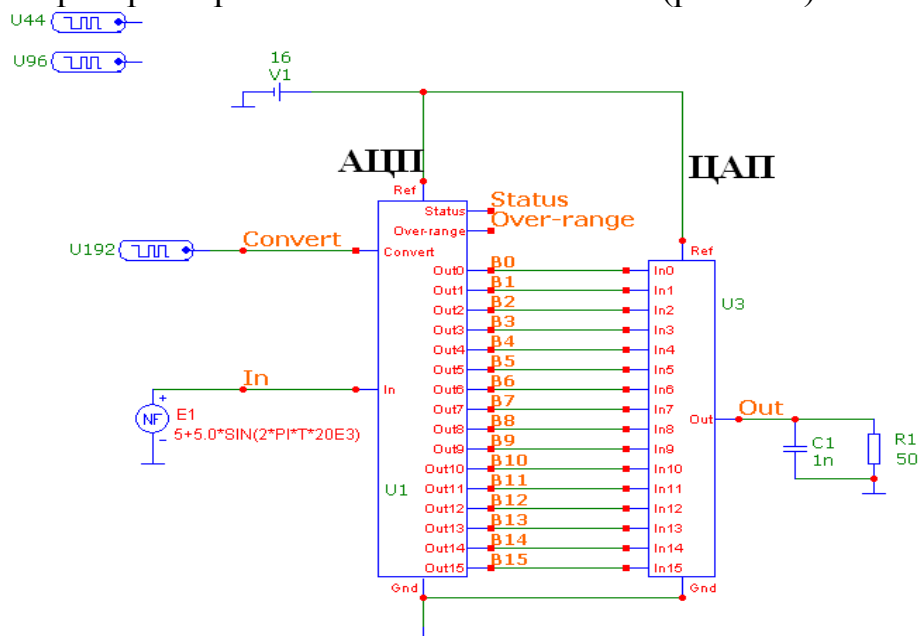 U44
U96
16
V1
АЦП
ЦАП
Ref
Status
Status
Over-range
Over-range
Ref
U192
Convert
Convert
Out0
B0
In0
Out1
B1
In1
U3
Out2
B2
In2
Out3
B3
In3
Out4
B4
In4
Out5
B5
In5
In
In
Out6
B6
In6
Out7
B7
In7
NF
E1
5+5.0*SIN(2*PI*T*20E3)
Out8
B8
In8
Out
Out
Out9
B9
In9
C1
1n
R1
50
Out10
B10
In10
U1
Out11
B11
In11
Out12
B12
In12
Out13
B13
In13
Out14
B14
In14
Out15
B15
In15
Gnd
Gnd